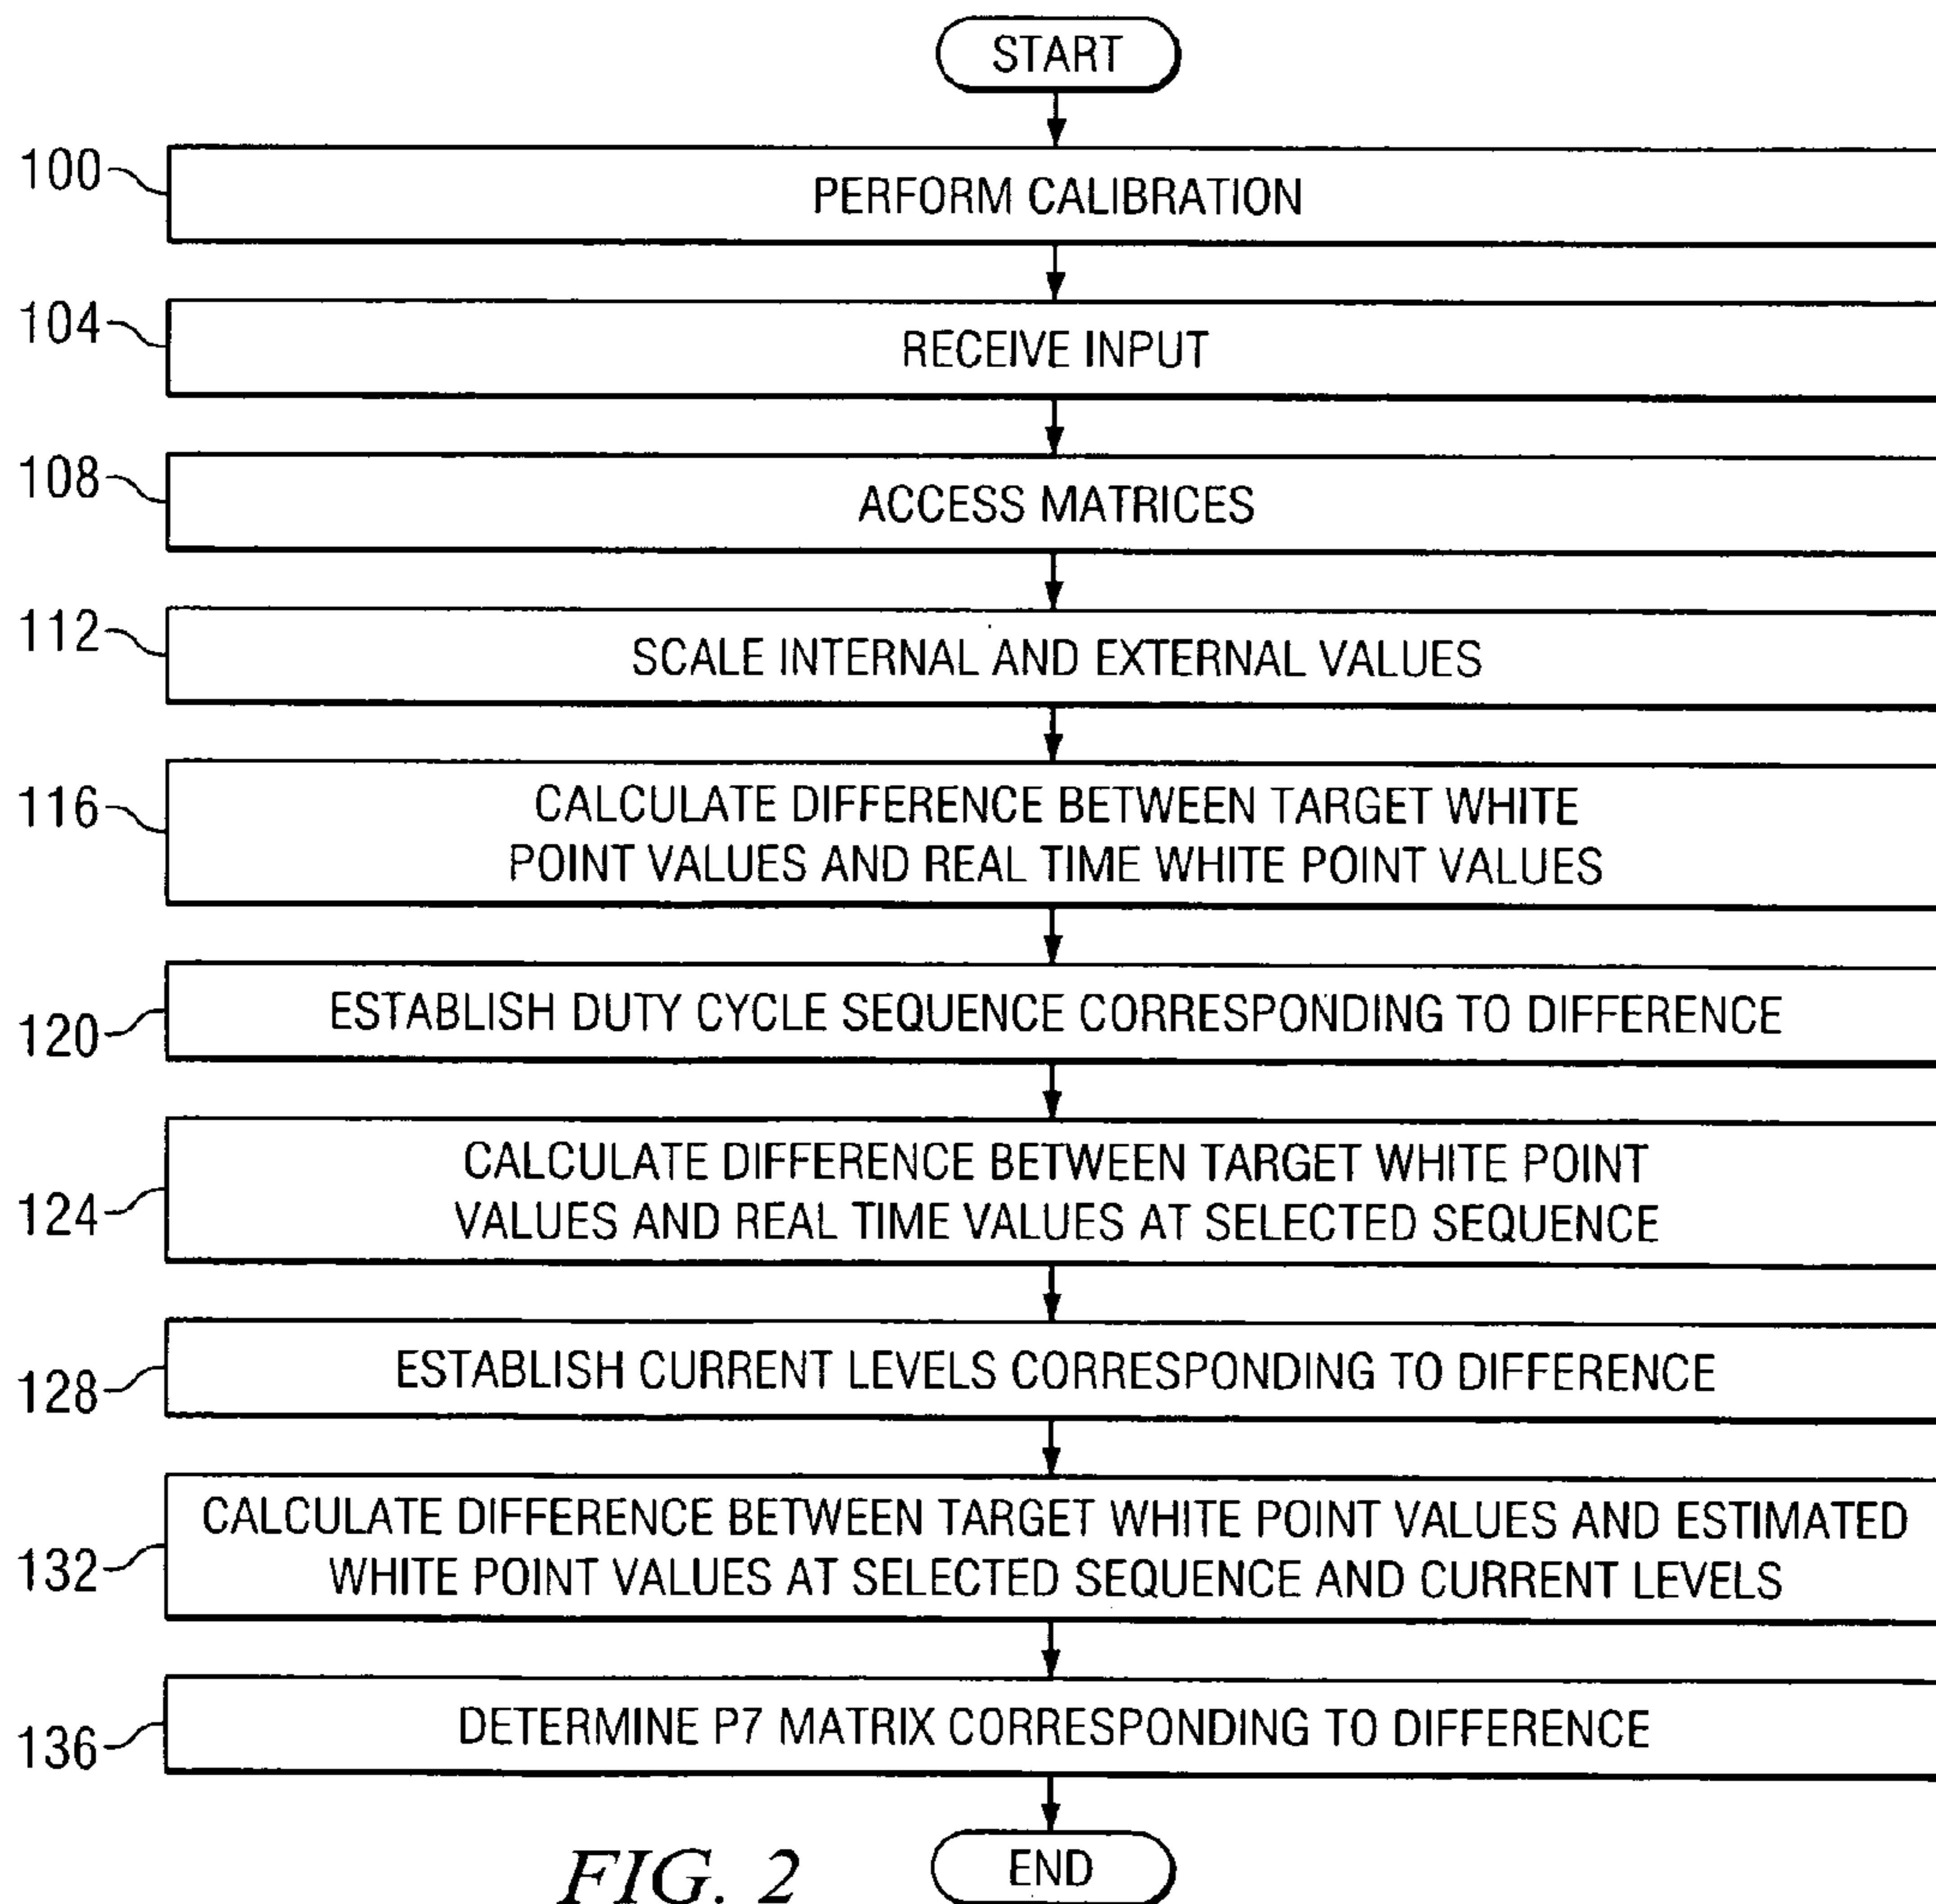 START
100
PERFORM CALIBRATION
104
RECEIVE INPUT
108
ACCESS MATRICES
112
SCALE INTERNAL AND EXTERNAL VALUES
116
CALCULATE DIFFERENCE BETWEEN TARGET WHITE
POINT VALUES AND REAL TIME WHITE POINT VALUES
120
ESTABLISH DUTY CYCLE SEQUENCE CORRESPONDING TO DIFFERENCE
124
CALCULATE DIFFERENCE BETWEEN TARGET WHITE POINT
VALUES AND REAL TIME VALUES AT SELECTED SEQUENCE
128
ESTABLISH CURRENT LEVELS CORRESPONDING TO DIFFERENCE
132
CALCULATE DIFFERENCE BETWEEN TARGET WHITE POINT VALUES AND ESTIMATED
WHITE POINT VALUES AT SELECTED SEQUENCE AND CURRENT LEVELS
136
DETERMINE P7 MATRIX CORRESPONDING TO DIFFERENCE
END
FIG. 2